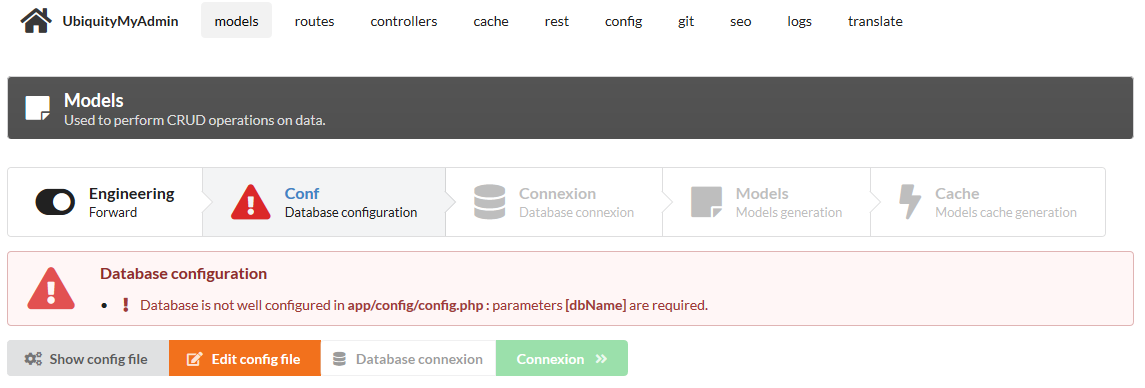 UbiquityMyAdmin models routes controllers cache rest config git seo logs translate
Models
Used to perform CRUD operations on data.
Engineering Conf Connexion Models Cache
Forward Database configuration Database connexion Models generation Models cache generation
Database configuration
• Database is not well configured in app/config/config.php : parameters [dbName] are required.
Show config file Edit config file Database connexion Connexion »